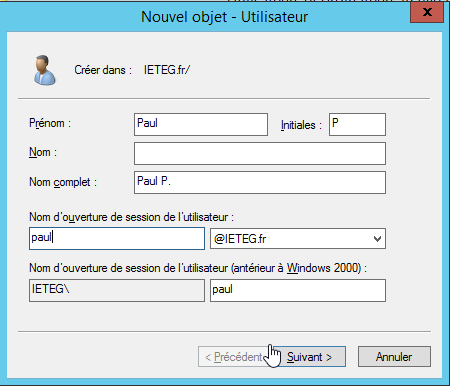 Nouvel objet - Utilisateur
x
Créer dans : IETEG.fr/
Prénom : Paul Initiales : P
Nom :
Nom complet : Paul P.
Nom d'ouverture de session de l'utilisateur :
paul @IETEG.fr
Nom d'ouverture de session de l'utilisateur (antérieur à Windows 2000) :
IETEG\ paul
< Précédent Suivant > Annuler